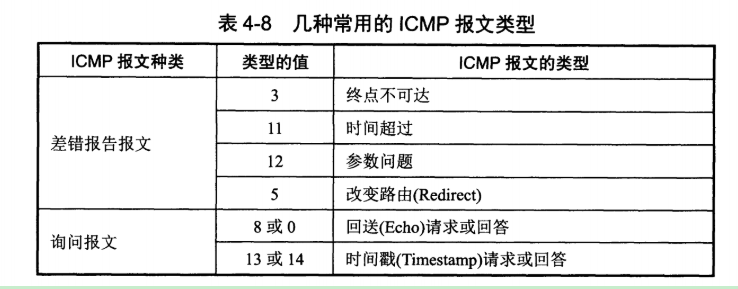 表 4-8 几种常用的 ICMP 报文类型
ICMP 报文种类 类型的值 ICMP 报文的类型
差错报告报文
3 终点不可达
11 时间超过
12 参数问题
5 改变路由(Redirect)
询问报文
8 或 0 回送(Echo)请求或回答
13 或 14 时间戳(Timestamp)请求或回答